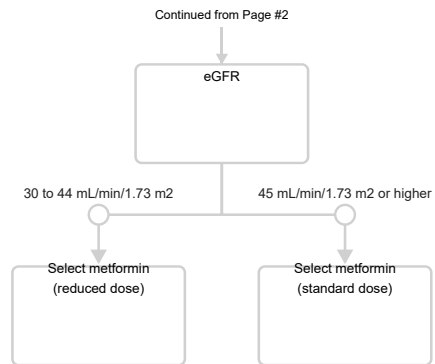 Continued from Page #2
eGFR
30 to 44 mL/min/1.73 m2
45 mL/min/1.73 m2 or higher
Select metformin
(reduced dose)
Select metformin
(standard dose)